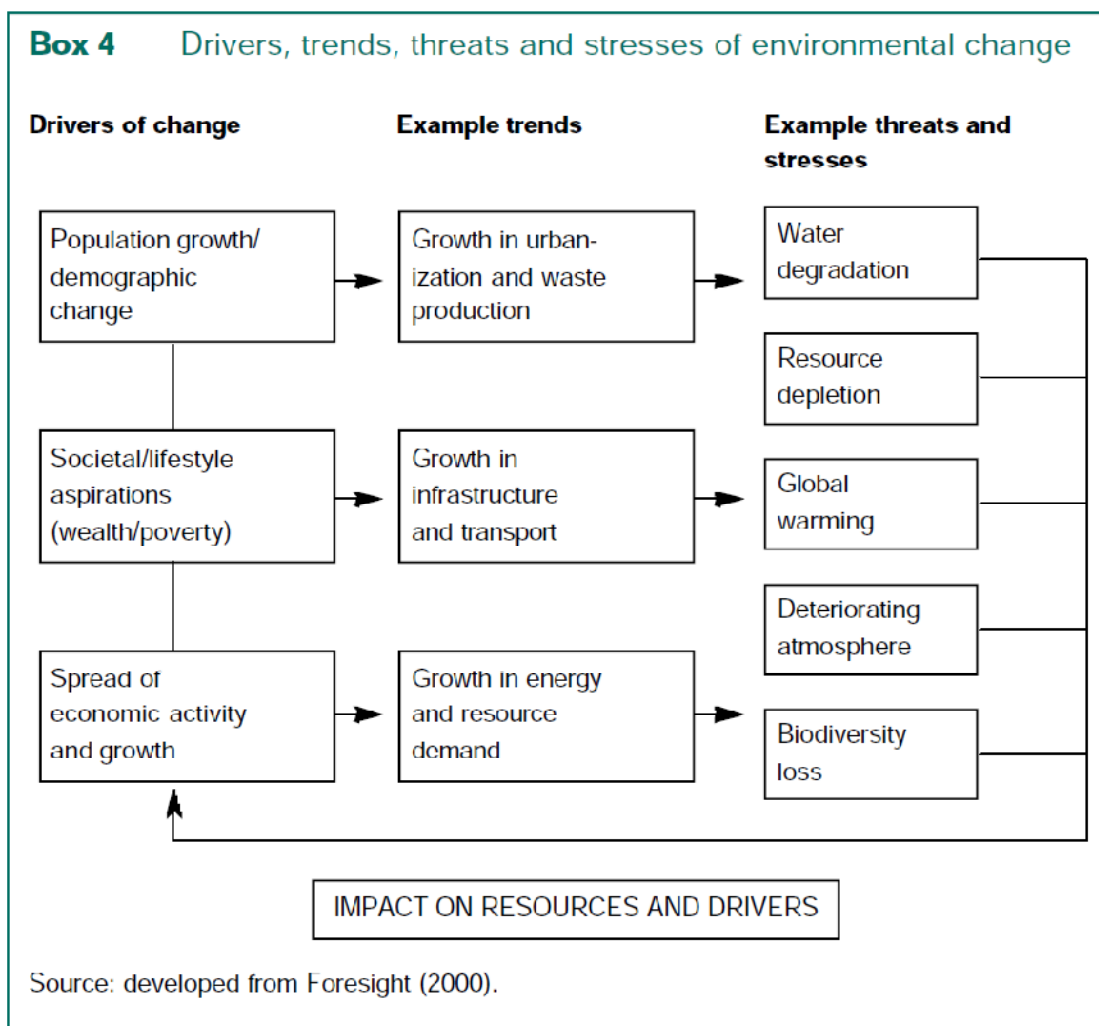 Box 4 Drivers, trends, threats and stresses of environmental change
Drivers of change
Example trends
Example threats and
stresses
Population growth/
demographic
change
Growth in urban-
ization and waste
production
Water
degradation
Resource
depletion
Societal/lifestyle
aspirations
(wealth/poverty)
Growth in
infrastructure
and transport
Global
warming
Deteriorating
atmosphere
Spread of
economic activity
and growth
Growth in energy
and resource
demand
Biodiversity
loss
IMPACT ON RESOURCES AND DRIVERS
Source: developed from Foresight (2000).